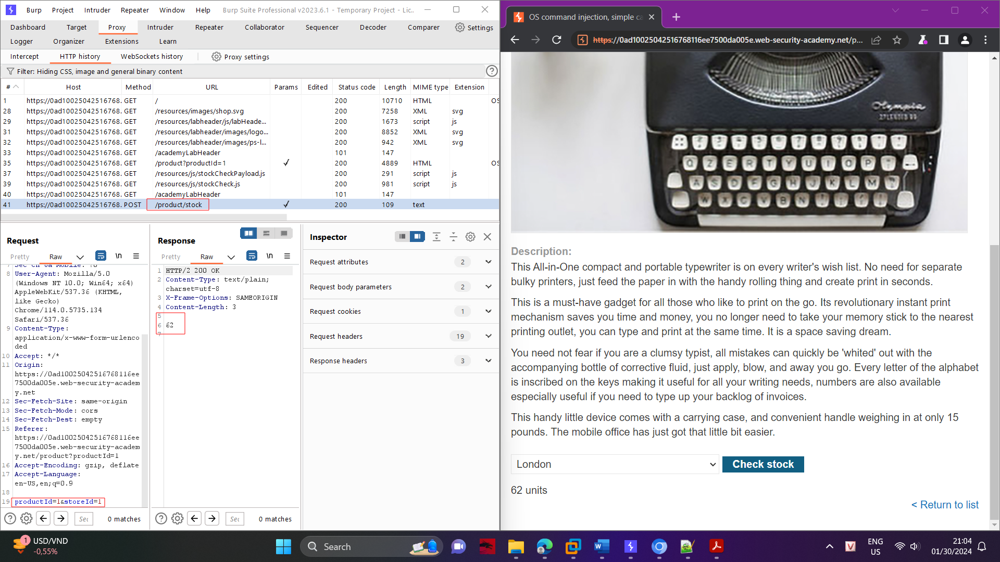 Burp Project Intruder Repeater Window Help Burp Suite Professional v2023.6.1 - Temporary Project - Lic...
Dashboard Target Proxy Intruder Repeater Collaborator Sequencer Decoder Comparer Settings
Logger Organizer Extensions Learn
Intercept HTTP history WebSockets history Proxy settings
Filter: Hiding CSS, image and general binary content
# Host Method URL Params Edited Status code Length MIME type Extension
1 https://0ad10025042516768. GET / 200 10710 HTML OS
28 https://0ad10025042516768. GET /resources/images/shop.svg 200 7258 XML svg
29 https://0ad10025042516768. GET /resources/labheader/js/labHeade... 200 1673 script js
31 https://0ad10025042516768. GET /resources/labheader/images/logo... 200 8852 XML svg
32 https://0ad10025042516768. GET /resources/labheader/images/ps-l... 200 942 XML svg
33 https://0ad10025042516768. GET /academyLabHeader 101 147
35 https://0ad10025042516768. GET /product?productId=1 ✓ 200 4889 HTML OS
37 https://0ad10025042516768. GET /resources/js/stockCheckPayload.js 200 291 script js
39 https://0ad10025042516768. GET /resources/js/stockCheck.js 200 981 script js
40 https://0ad10025042516768. GET /academyLabHeader 101 147
41 https://0ad10025042516768. POST /product/stock ✓ 200 109 text
Request
Pretty Raw \n
7 Sec-Ch-Ua-Mobile: ?0
8 User-Agent: Mozilla/5.0
(Windows NT 10.0; Win64; x64)
AppleWebKit/537.36 (KHTML,
like Gecko)
Chrome/114.0.5735.134
Safari/537.36
9 Content-Type:
application/x-www-form-urlenco
ded
10 Accept: */*
11 Origin:
https://0ad10025042516768116ee
7500da005e.web-security-academ
y.net
12 Sec-Fetch-Site: same-origin
13 Sec-Fetch-Mode: cors
14 Sec-Fetch-Dest: empty
15 Referer:
https://0ad10025042516768116ee
7500da005e.web-security-academ
y.net/product?productId=1
16 Accept-Encoding: gzip, deflate
17 Accept-Language:
en-US,en;q=0.9
18
19 productId=1&storeId=1
0 matches
Response
Pretty Raw \n
1 HTTP/2 200 OK
2 Content-Type: text/plain;
charset=utf-8
3 X-Frame-Options: SAMEORIGIN
4 Content-Length: 3
5
6 62
7
0 matches
Inspector
Request attributes 2
Request body parameters 2
Request cookies 1
Request headers 19
Response headers 3
OS command injection, simple ca
https://0ad10025042516768116ee7500da005e.web-security-academy.net/p...
Olympia
Q Z E R T Y U I O P
A S D F G H J K L M
W X C V B N
Description:
This All-in-One compact and portable typewriter is on every writer's wish list. No need for separate
bulky printers, just feed the paper in with the handy rolling thing and create print in seconds.
This is a must-have gadget for all those who like to print on the go. Its revolutionary instant print
mechanism saves you time and money, you no longer need to take your memory stick to the nearest
printing outlet, you can type and print at the same time. It is a space saving dream.
You need not fear if you are a clumsy typist, all mistakes can quickly be 'whited' out with the
accompanying bottle of corrective fluid, just apply, blow, and away you go. Every letter of the alphabet
is inscribed on the keys making it useful for all your writing needs, numbers are also available
especially useful if you need to type up your backlog of invoices.
This handy little device comes with a carrying case, and convenient handle weighing in at only 15
pounds. The mobile office has just got that little bit easier.
London Check stock
62 units
< Return to list
1 USD/VND
-0,55%
Search
ENG
US
21:04
01/30/2024